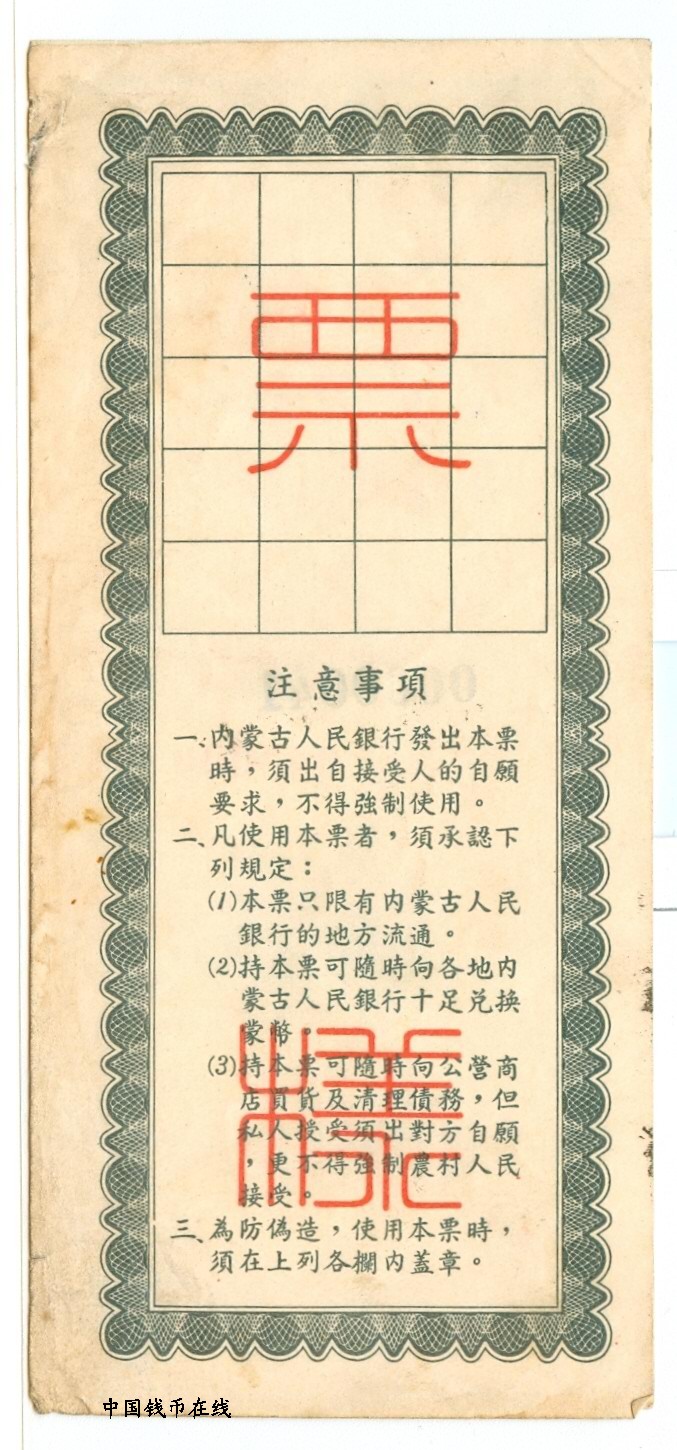 票
注意事項
一、內蒙古人民銀行發出本票
時，須出自接受人的自願
要求，不得強制使用。
二、凡使用本票者，須承認下
列規定：
(1)本票只限有內蒙古人民
銀行的地方流通。
(2)持本票可隨時向各地內
蒙古人民銀行十足兌換
蒙幣。
(3)持本票可隨時向公營商
店買貨及清理債務，但
私人授受須出對方自願
，更不得強制農村人民
接受。
三、為防偽造，使用本票時，
須在上列各欄內蓋章。
樣
中国钱币在线